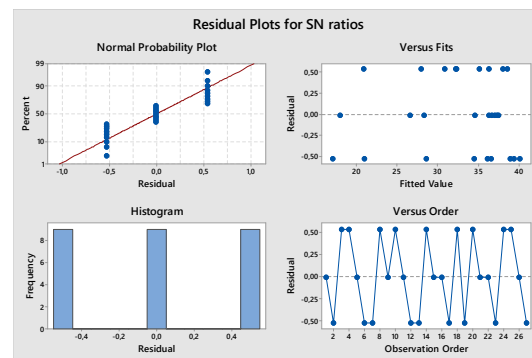 Residual Plots for SN ratios
Normal Probability Plot
Versus Fits
99
90
50
10
1
Percent
-1,0 -0,5 0,0 0,5 1,0
Residual
0,50
0,25
0,00
-0,25
-0,50
Residual
20 25 30 35 40
Fitted Value
Histogram
Versus Order
8
6
4
2
0
Frequency
-0,4 -0,2 0,0 0,2 0,4
Residual
0,50
0,25
0,00
-0,25
-0,50
Residual
2 4 6 8 10 12 14 16 18 20 22 24 26
Observation Order